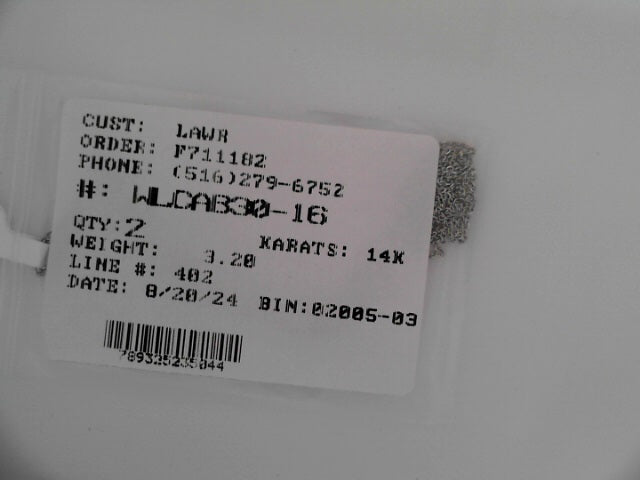 CUST: LAWR
ORDER: F711182
PHONE: (516)279-6752
#: WLCAB30-16
QTY:2 KARATS: 14K
WEIGHT: 3.20
LINE #: 402
DATE: 8/20/24 BIN:02005-03